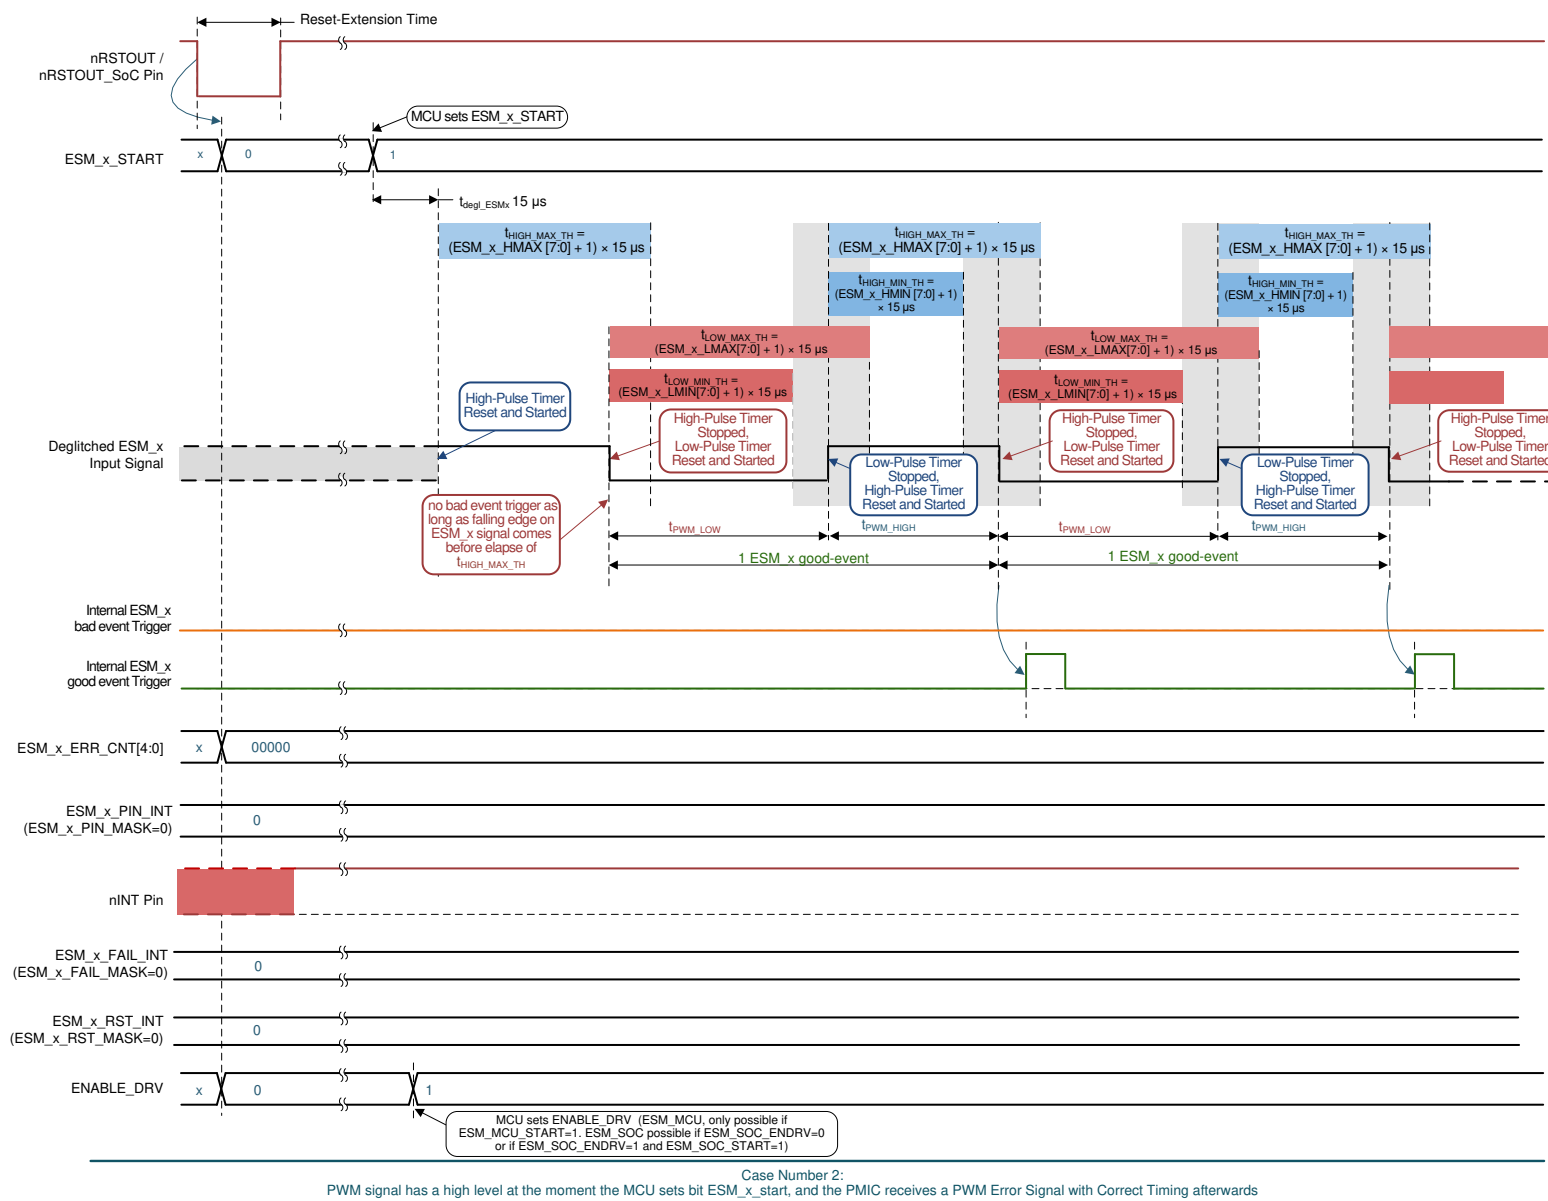 Reset-Extension Time
nRSTOUT /
nRSTOUT_SoC Pin
MCU sets ESM_x_START
ESM_x_START
x
0
1
tdegl_ESMx 15 µs
tHIGH_MAX_TH =
(ESM_x_HMAX [7:0] + 1) × 15 µs
tHIGH_MAX_TH =
(ESM_x_HMAX [7:0] + 1) × 15 µs
tHIGH_MAX_TH =
(ESM_x_HMAX [7:0] + 1) × 15 µs
tHIGH_MIN_TH =
(ESM_x_HMIN [7:0] + 1)
× 15 µs
tHIGH_MIN_TH =
(ESM_x_HMIN [7:0] + 1)
× 15 µs
tLOW_MAX_TH =
(ESM_x_LMAX[7:0] + 1) × 15 µs
tLOW_MAX_TH =
(ESM_x_LMAX[7:0] + 1) × 15 µs
tLOW_MIN_TH =
(ESM_x_LMIN[7:0] + 1) × 15 µs
tLOW_MIN_TH =
(ESM_x_LMIN[7:0] + 1) × 15 µs
High-Pulse Timer
Reset and Started
High-Pulse Timer
Stopped,
Low-Pulse Timer
Reset and Started
High-Pulse Timer
Stopped,
Low-Pulse Timer
Reset and Started
High-Pulse Timer
Stopped,
Low-Pulse Timer
Reset and Started
Deglitched ESM_x
Input Signal
Low-Pulse Timer
Stopped,
High-Pulse Timer
Reset and Started
Low-Pulse Timer
Stopped,
High-Pulse Timer
Reset and Started
no bad event trigger as
long as falling edge on
ESM_x signal comes
before elapse of
tHIGH_MAX_TH
tPWM_LOW
tPWM_HIGH
tPWM_LOW
tPWM_HIGH
1 ESM_x good-event
1 ESM_x good-event
Internal ESM_x
bad event Trigger
Internal ESM_x
good event Trigger
ESM_x_ERR_CNT[4:0]
x
00000
ESM_x_PIN_INT
(ESM_x_PIN_MASK=0)
0
nINT Pin
ESM_x_FAIL_INT
(ESM_x_FAIL_MASK=0)
0
ESM_x_RST_INT
(ESM_x_RST_MASK=0)
0
ENABLE_DRV
x
0
1
MCU sets ENABLE_DRV (ESM_MCU, only possible if
ESM_MCU_START=1. ESM_SOC possible if ESM_SOC_ENDRV=0
or if ESM_SOC_ENDRV=1 and ESM_SOC_START=1)
Case Number 2:
PWM signal has a high level at the moment the MCU sets bit ESM_x_start, and the PMIC receives a PWM Error Signal with Correct Timing afterwards